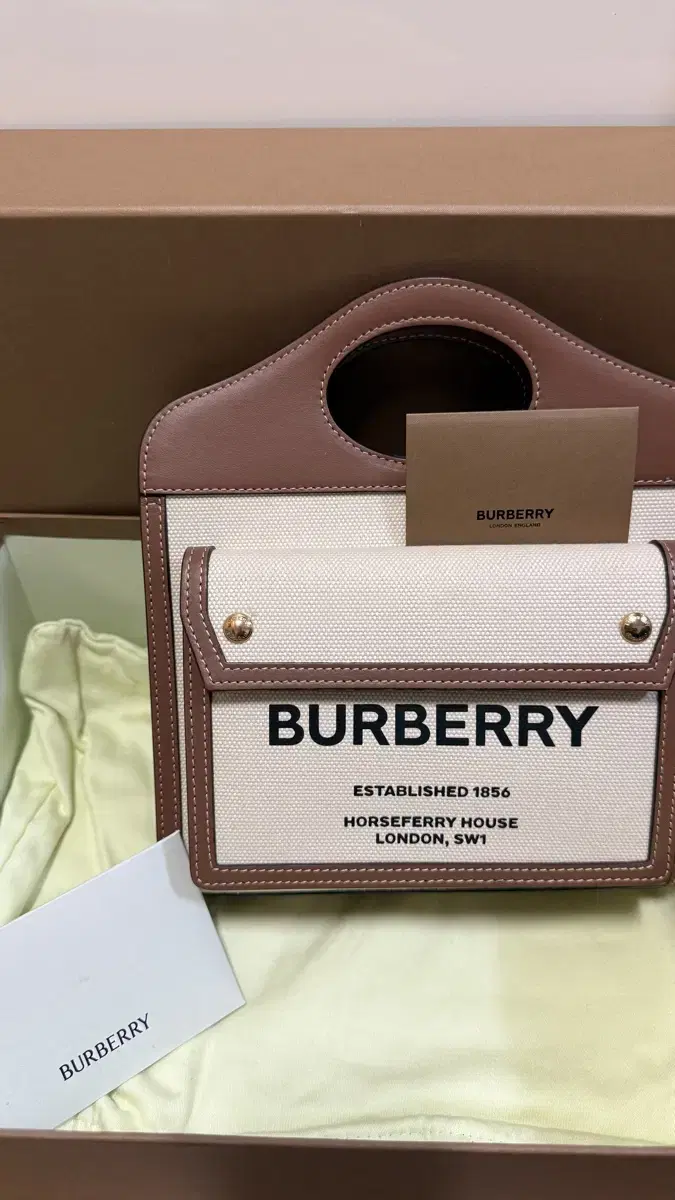 BURBERRY
LONDON ENGLAND
BURBERRY
ESTABLISHED 1856
HORSEFERRY HOUSE
LONDON, SW1
BURBERRY